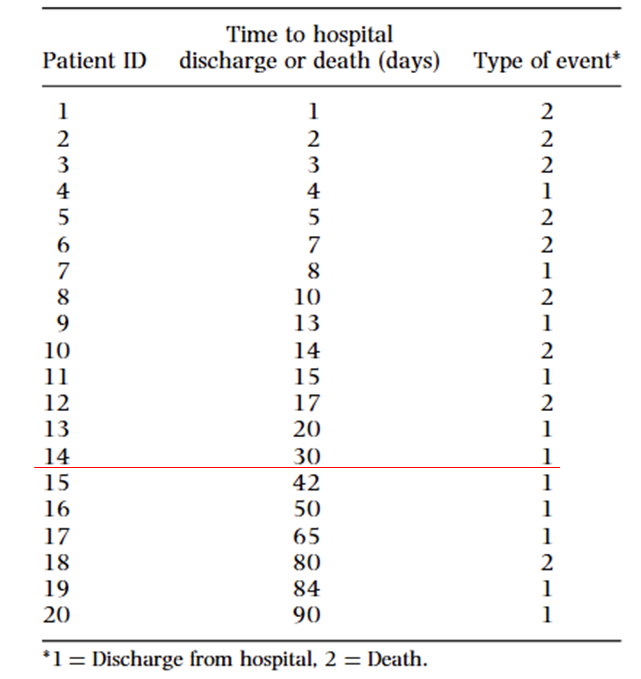 Time to hospital
Patient ID discharge or death (days) Type of event*
1 1 2
2 2 2
3 3 2
4 4 1
5 5 2
6 7 2
7 8 1
8 10 2
9 13 1
10 14 2
11 15 1
12 17 2
13 20 1
14 30 1
15 42 1
16 50 1
17 65 1
18 80 2
19 84 1
20 90 1
*1 = Discharge from hospital, 2 = Death.